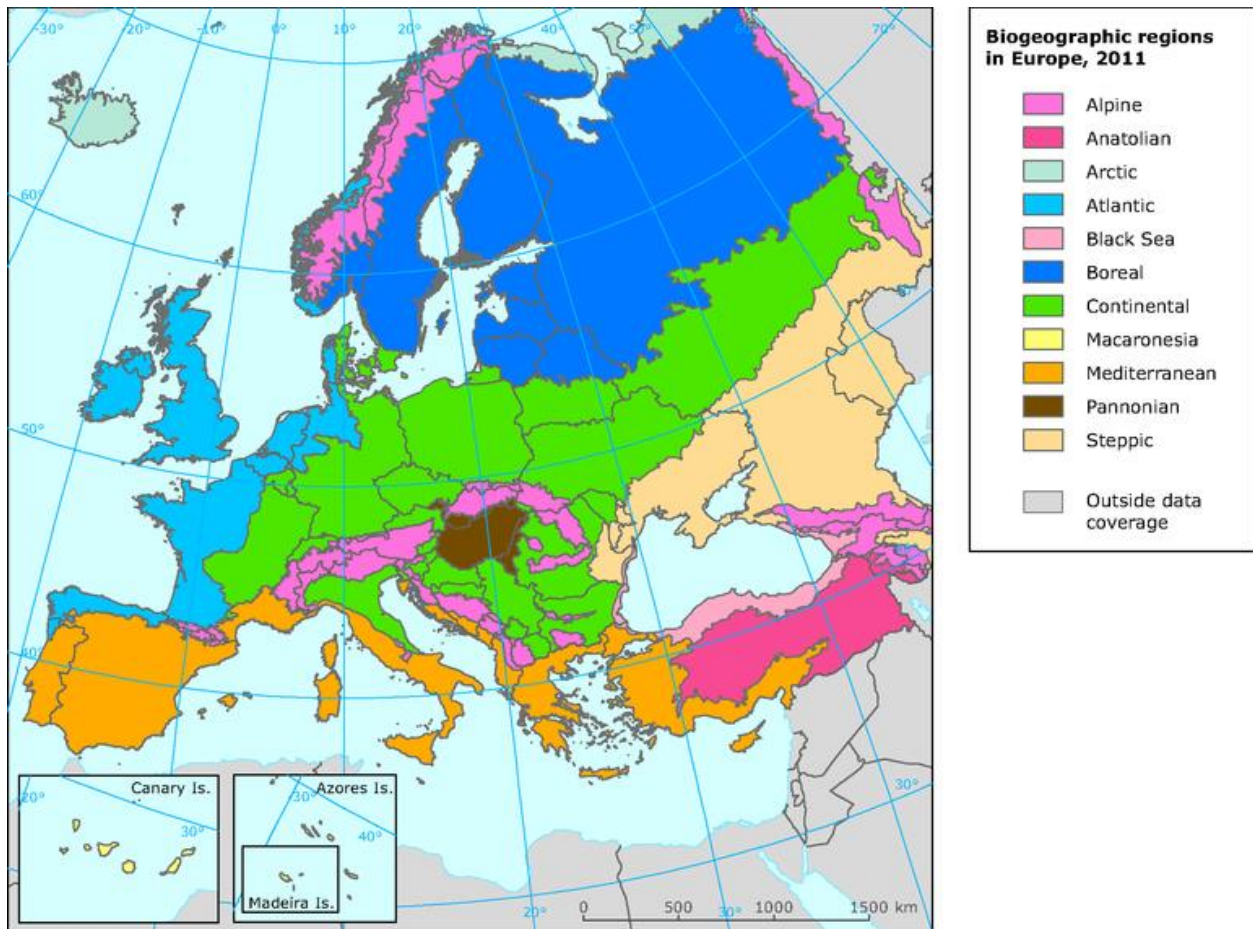 -30°
-20°
-10°
0°
10°
20°
30°
40°
50°
60°
70°
60°
50°
40°
Canary Is.
20°
30°
Azores Is.
30°
40°
Madeira Is.
30°
20°
30°
0 500 1000 1500 km
Biogeographic regions
in Europe, 2011
Alpine
Anatolian
Arctic
Atlantic
Black Sea
Boreal
Continental
Macaronesia
Mediterranean
Pannonian
Steppic
Outside data
coverage